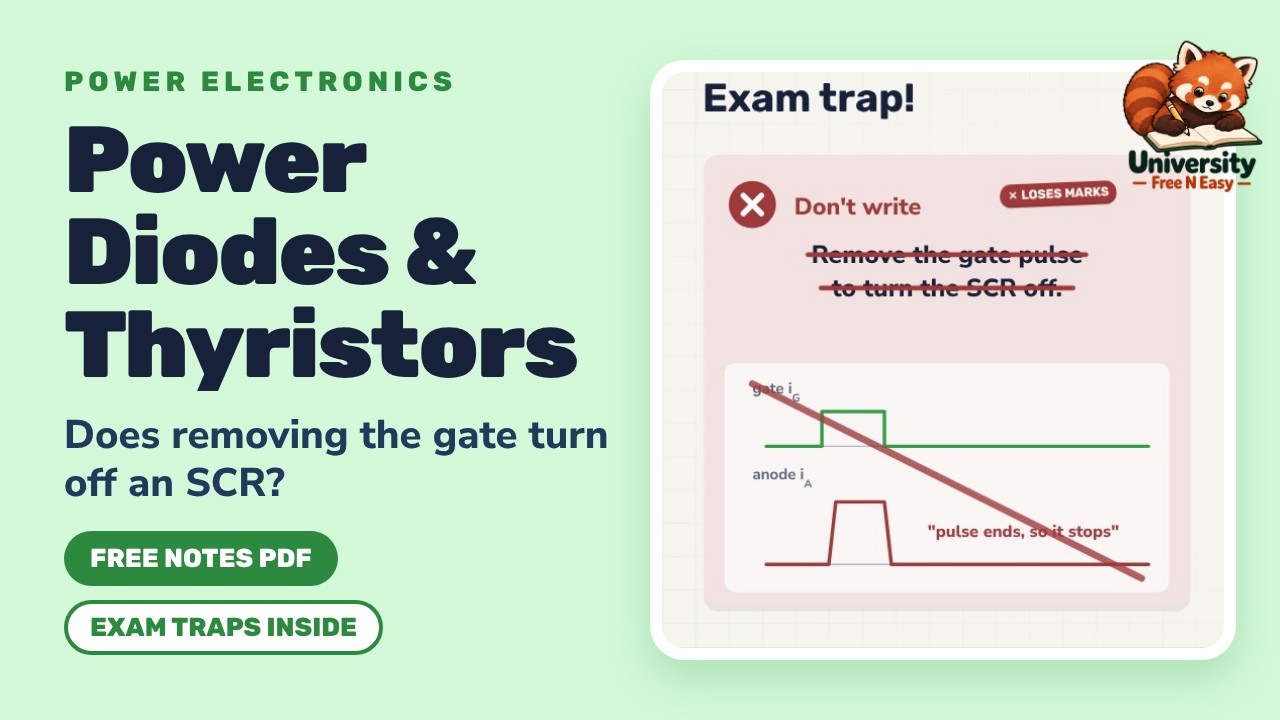 POWER ELECTRONICS
Power
Diodes &
Thyristors
Does removing the gate turn
off an SCR?
FREE NOTES PDF
EXAM TRAPS INSIDE
Exam trap!
Don't write
× LOSES MARKS
Remove the gate pulse
to turn the SCR off.
gate i_G
anode i_A
"pulse ends, so it stops"
University
Free N Easy